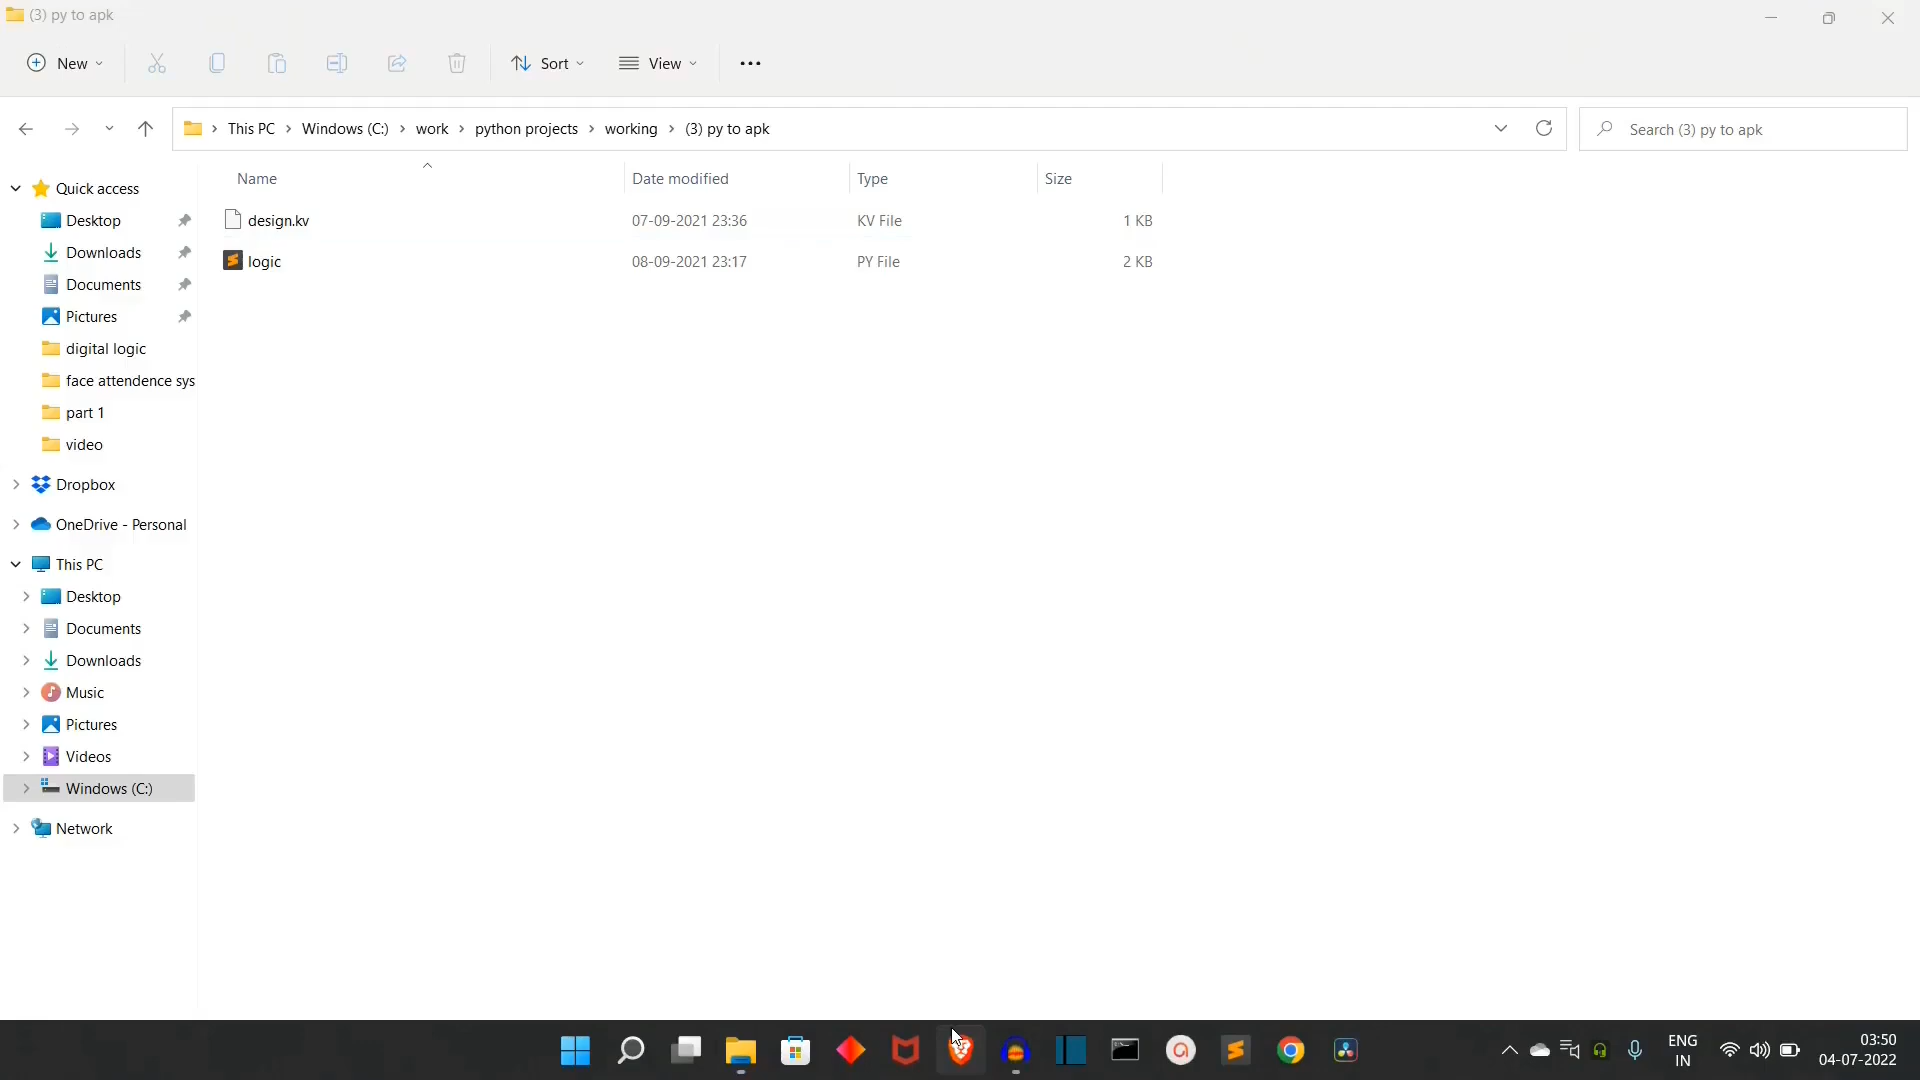 (3) py to apk
New
Sort
View
This PC
Windows (C:)
work
python projects
working
(3) py to apk
Search (3) py to apk
Name
Date modified
Type
Size
design.kv
07-09-2021 23:36
KV File
1 KB
logic
08-09-2021 23:17
PY File
2 KB
Quick access
Desktop
Downloads
Documents
Pictures
digital logic
face attendence sys
part 1
video
Dropbox
OneDrive - Personal
This PC
Desktop
Documents
Downloads
Music
Pictures
Videos
Windows (C:)
Network
ENG
IN
03:50
04-07-2022